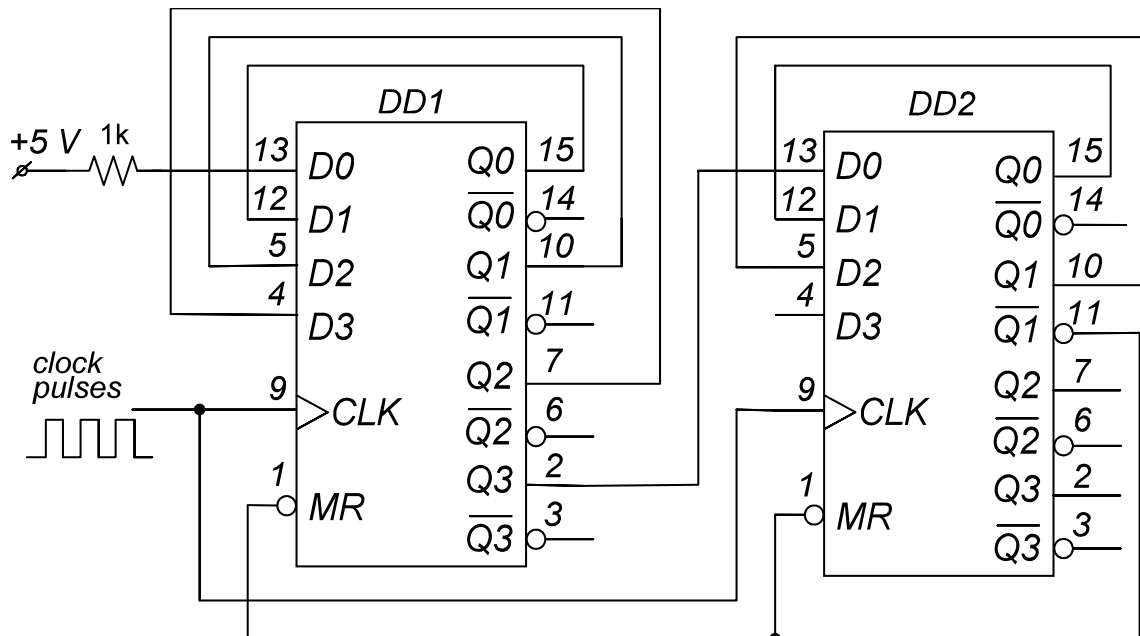 DD1
DD2
+5 V
1k
13
D0
Q0
15
12
D1
Q0
14
5
D2
Q1
10
4
D3
Q1
11
clock
pulses
Q2
7
9
CLK
Q2
6
1
MR
Q3
2
Q3
3
13
D0
Q0
15
12
D1
Q0
14
5
D2
Q1
10
4
D3
Q1
11
Q2
7
9
CLK
Q2
6
1
MR
Q3
2
Q3
3